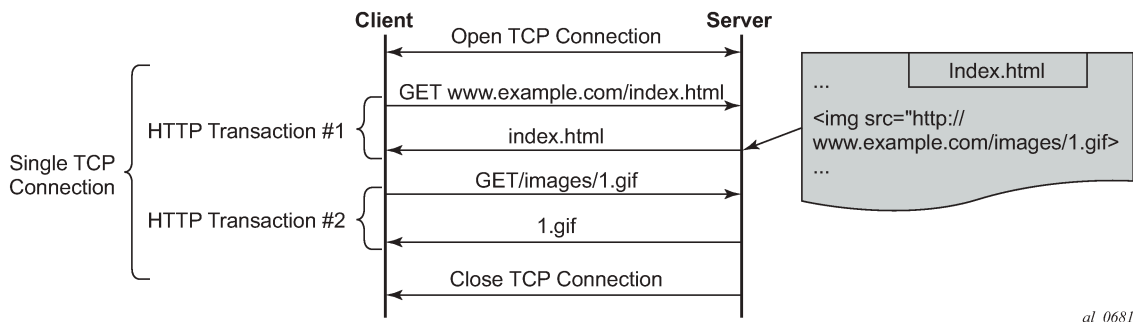 Client
Server
Open TCP Connection
GET www.example.com/index.html
HTTP Transaction #1
index.html
Single TCP
Connection
GET/images/1.gif
HTTP Transaction #2
1.gif
Close TCP Connection
Index.html
...
<img src="http://
www.example.com/images/1.gif>
...
al_0681